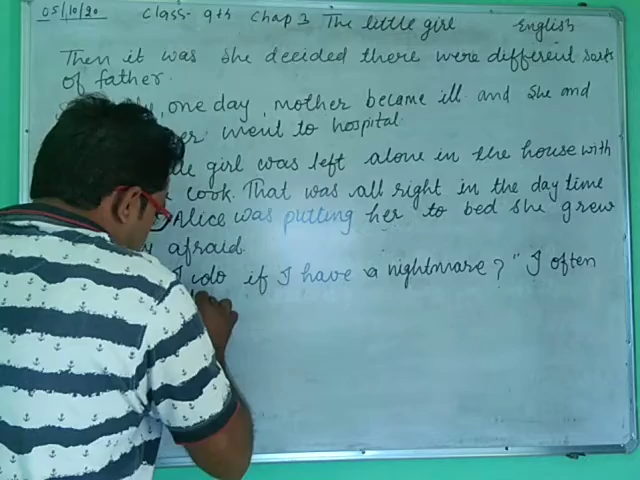 05/10/20 Class- 9th Chap 3 The little girl English
Then it was she decided there were different sorts
of father.
one day, mother became ill and she and
went to hospital.
girl was left alone in the house with
cook. That was all right in the day time
Alice was putting her to bed she grew
afraid.
I do if I have a nightmare? " I often